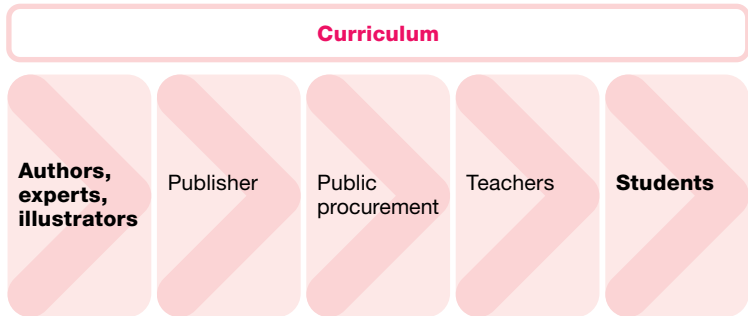 Curriculum
Authors,
experts,
illustrators
Publisher
Public
procurement
Teachers
Students